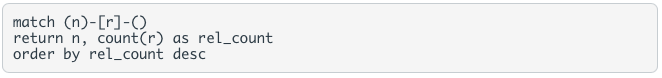 match (n)-[r]-()
return n, count(r) as rel_count
order by rel_count desc